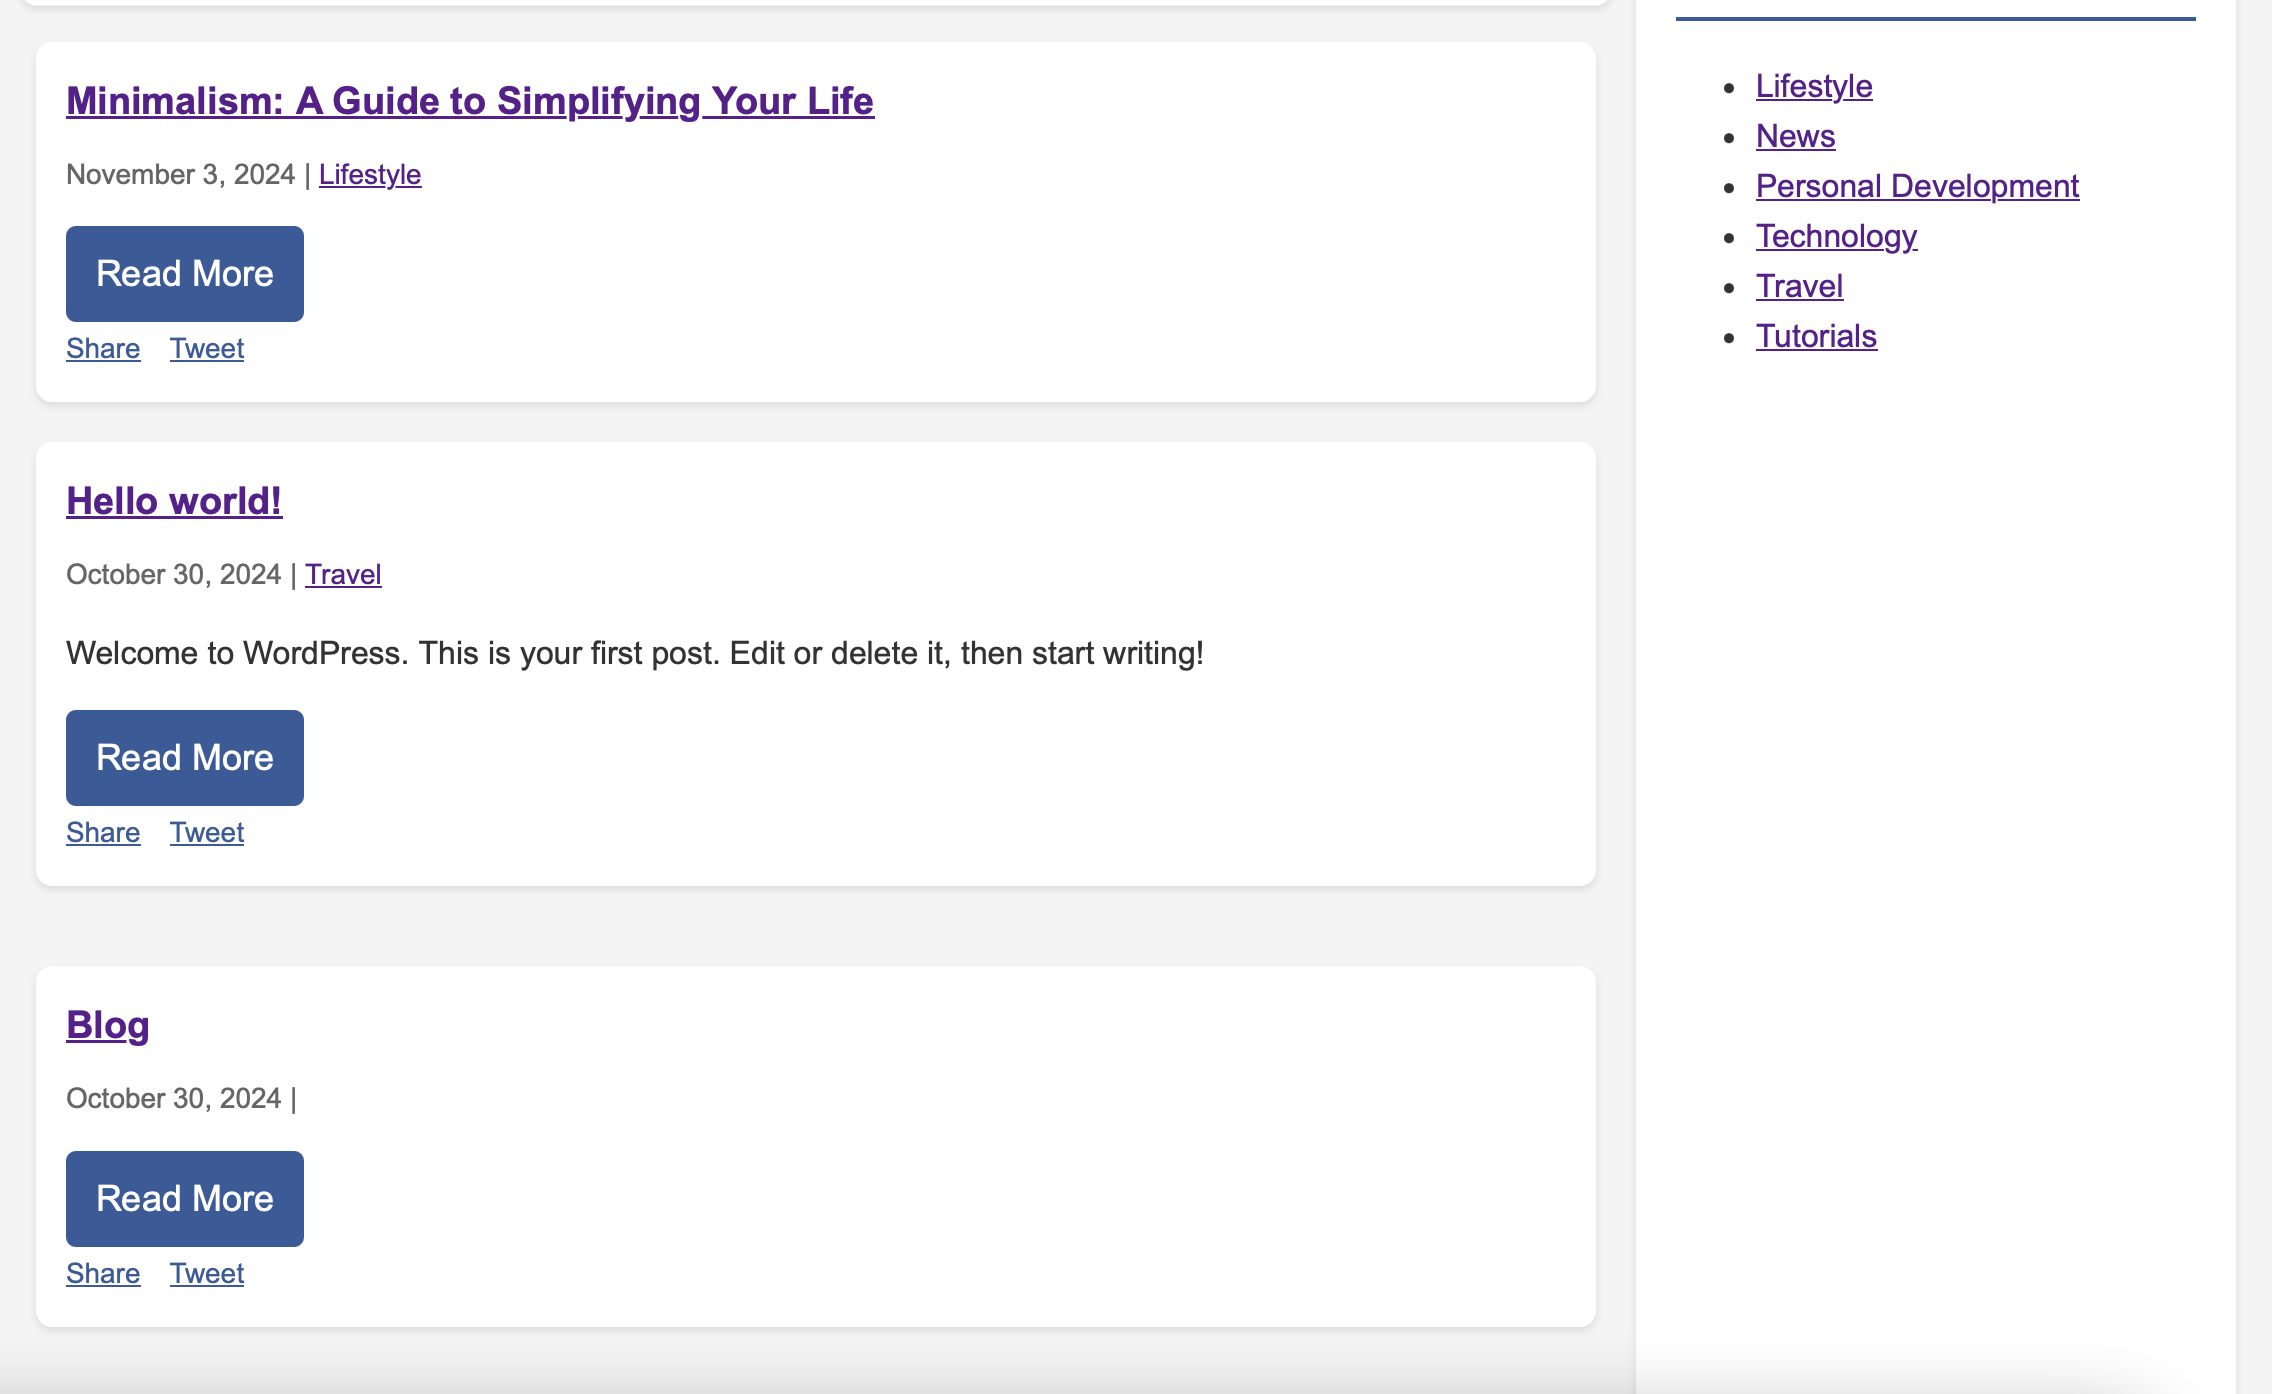 Minimalism: A Guide to Simplifying Your Life
November 3, 2024 | Lifestyle
Read More
Share Tweet
Hello world!
October 30, 2024 | Travel
Welcome to WordPress. This is your first post. Edit or delete it, then start writing!
Read More
Share Tweet
Blog
October 30, 2024 |
Read More
Share Tweet
Lifestyle
News
Personal Development
Technology
Travel
Tutorials